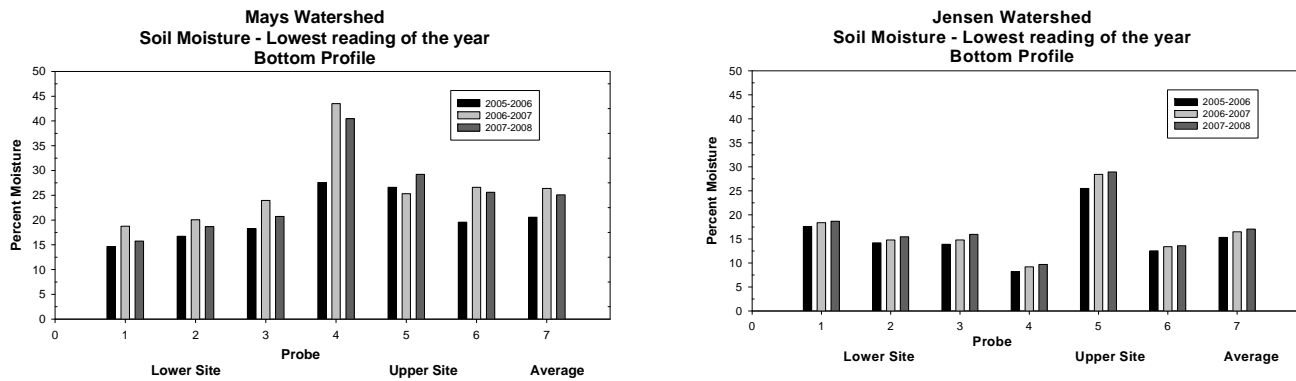 Mays Watershed
Soil Moisture - Lowest reading of the year
Bottom Profile
Percent Moisture
50
45
40
35
30
25
20
15
10
5
0
2005-2006
2006-2007
2007-2008
0 1 2 3 4 5 6 7
Probe
Lower Site Upper Site Average
Jensen Watershed
Soil Moisture - Lowest reading of the year
Bottom Profile
Percent Moisture
50
45
40
35
30
25
20
15
10
5
0
2005-2006
2006-2007
2007-2008
0 1 2 3 4 5 6 7
Probe
Lower Site Upper Site Average